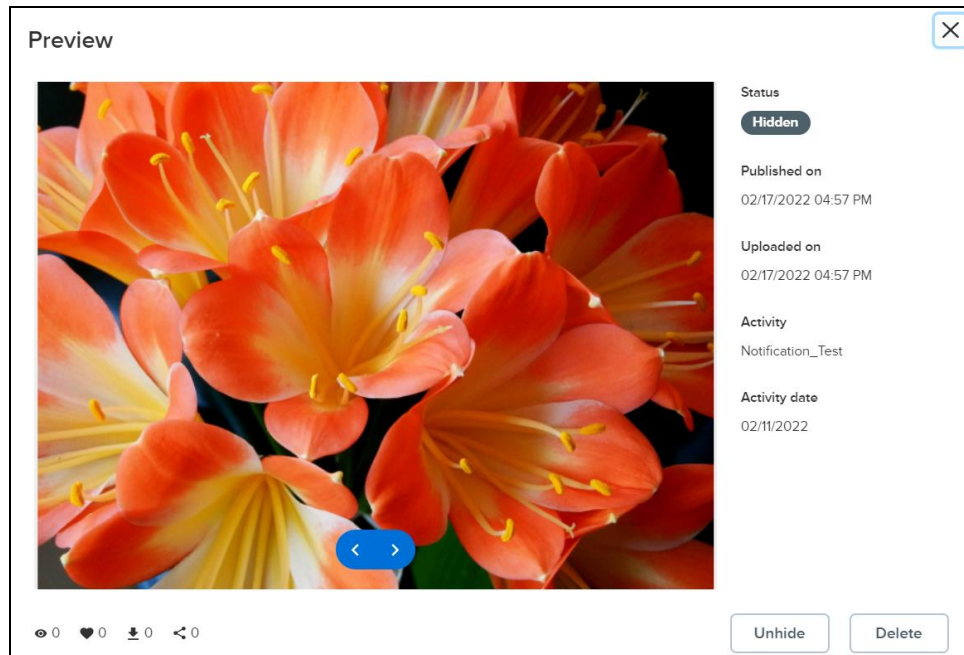 Preview
Status
Hidden
Published on
02/17/2022 04:57 PM
Uploaded on
02/17/2022 04:57 PM
Activity
Notification_Test
Activity date
02/11/2022
0 0 0 0
Unhide Delete